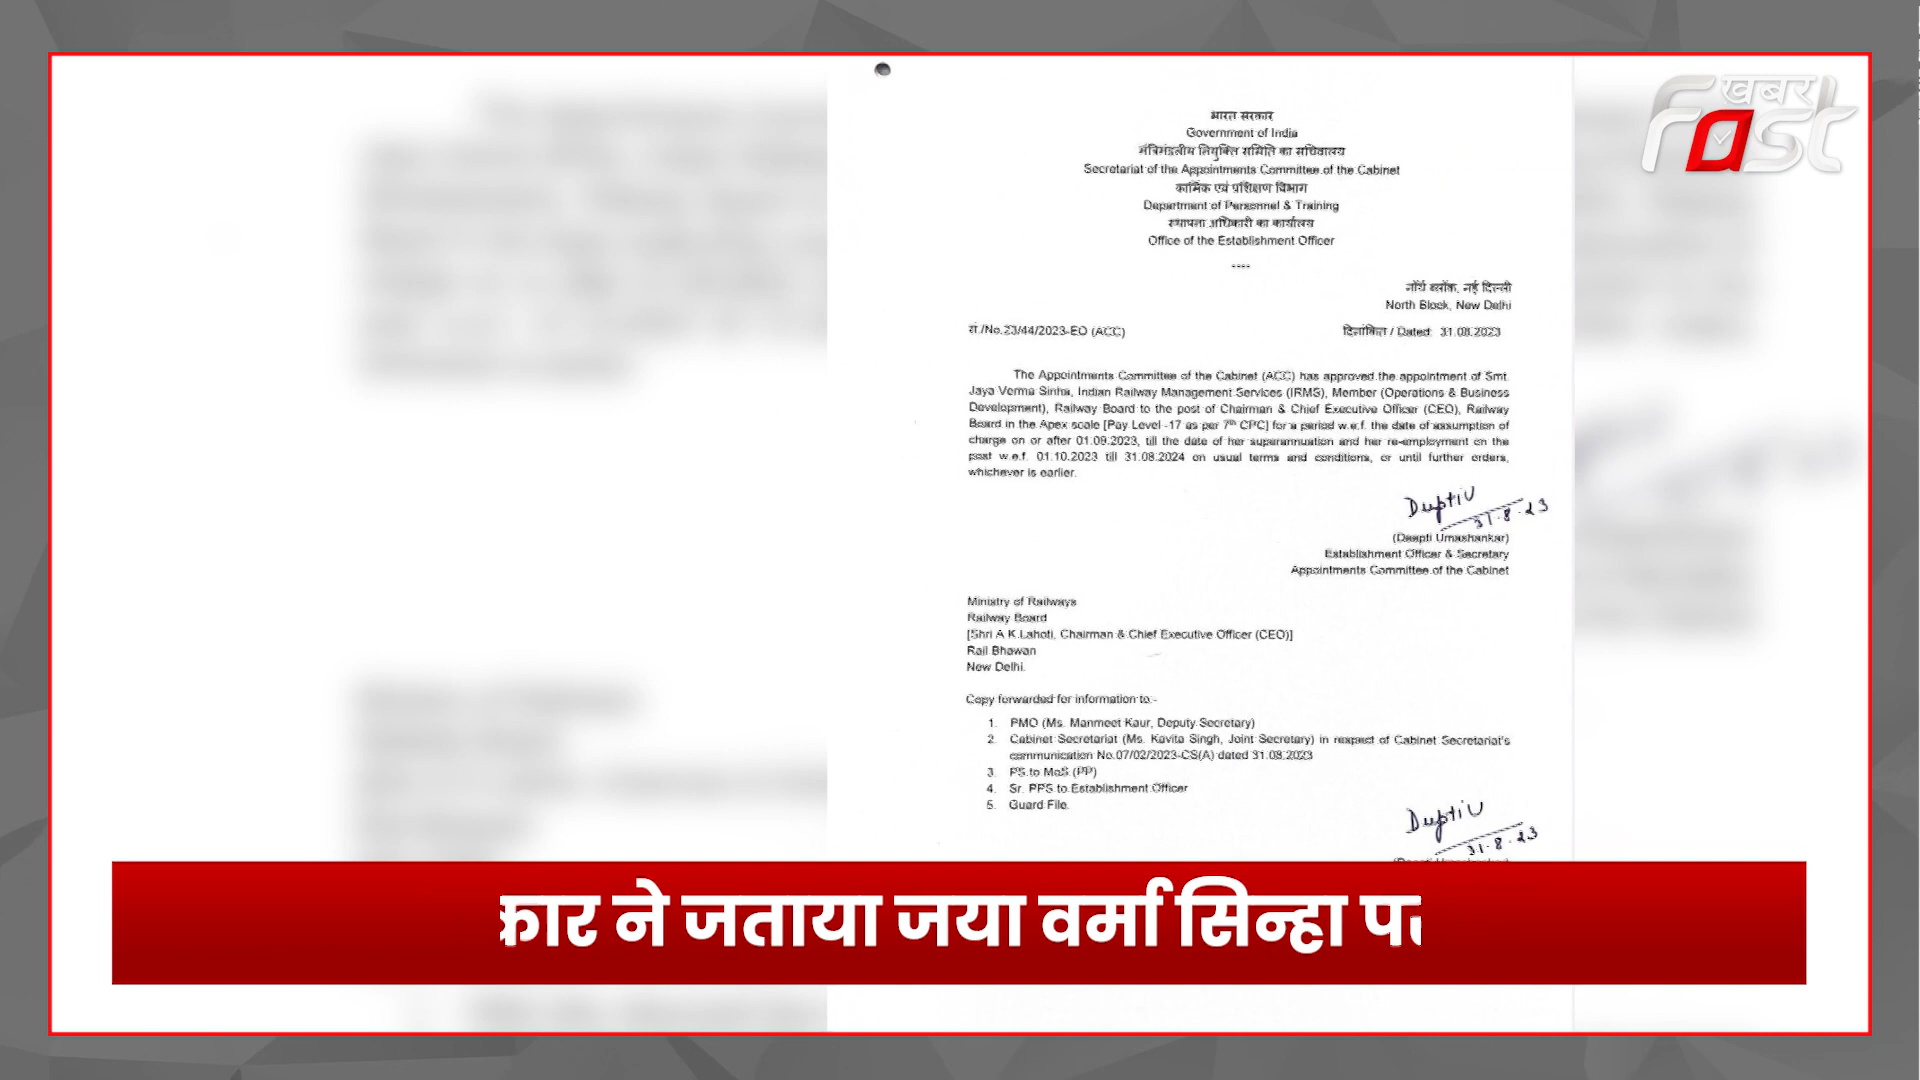 खबर
Fast
भारत सरकार
Government of India
मंत्रिमंडलीय नियुक्ति समिति का सचिवालय
Secretariat of the Appointments Committee of the Cabinet
कार्मिक एवं प्रशिक्षण विभाग
Department of Personnel & Training
स्थापना अधिकारी का कार्यालय
Office of the Establishment Officer
----
नॉर्थ ब्लॉक, नई दिल्ली
North Block, New Delhi
सं./No.23/44/2023-EO (ACC)
दिनांकित / Dated: 31.08.2023
The Appointments Committee of the Cabinet (ACC) has approved the appointment of Smt.
Jaya Verma Sinha, Indian Railway Management Services (IRMS), Member (Operations & Business
Development), Railway Board to the post of Chairman & Chief Executive Officer (CEO), Railway
Board in the Apex scale [Pay Level -17 as per 7th CPC] for a period w.e.f. the date of assumption of
charge on or after 01.09.2023, till the date of her superannuation and her re-employment on the
post w.e.f. 01.10.2023 till 31.08.2024 on usual terms and conditions, or until further orders,
whichever is earlier.
31.8.23
(Deepti Umashankar)
Establishment Officer & Secretary
Appointments Committee of the Cabinet
Ministry of Railways
Railway Board
[Shri A.K.Lahoti, Chairman & Chief Executive Officer (CEO)]
Rail Bhawan
New Delhi.
Copy forwarded for information to:-
1. PMO (Ms. Manmeet Kaur, Deputy Secretary)
2. Cabinet Secretariat (Ms. Kavita Singh, Joint Secretary) in respect of Cabinet Secretariat's
communication No.07/02/2023-CS(A) dated 31.08.2023
3. PS to MoS (PP)
4. Sr. PPS to Establishment Officer
5. Guard File.
31.8.23
कार ने जताया जया वर्मा सिन्हा